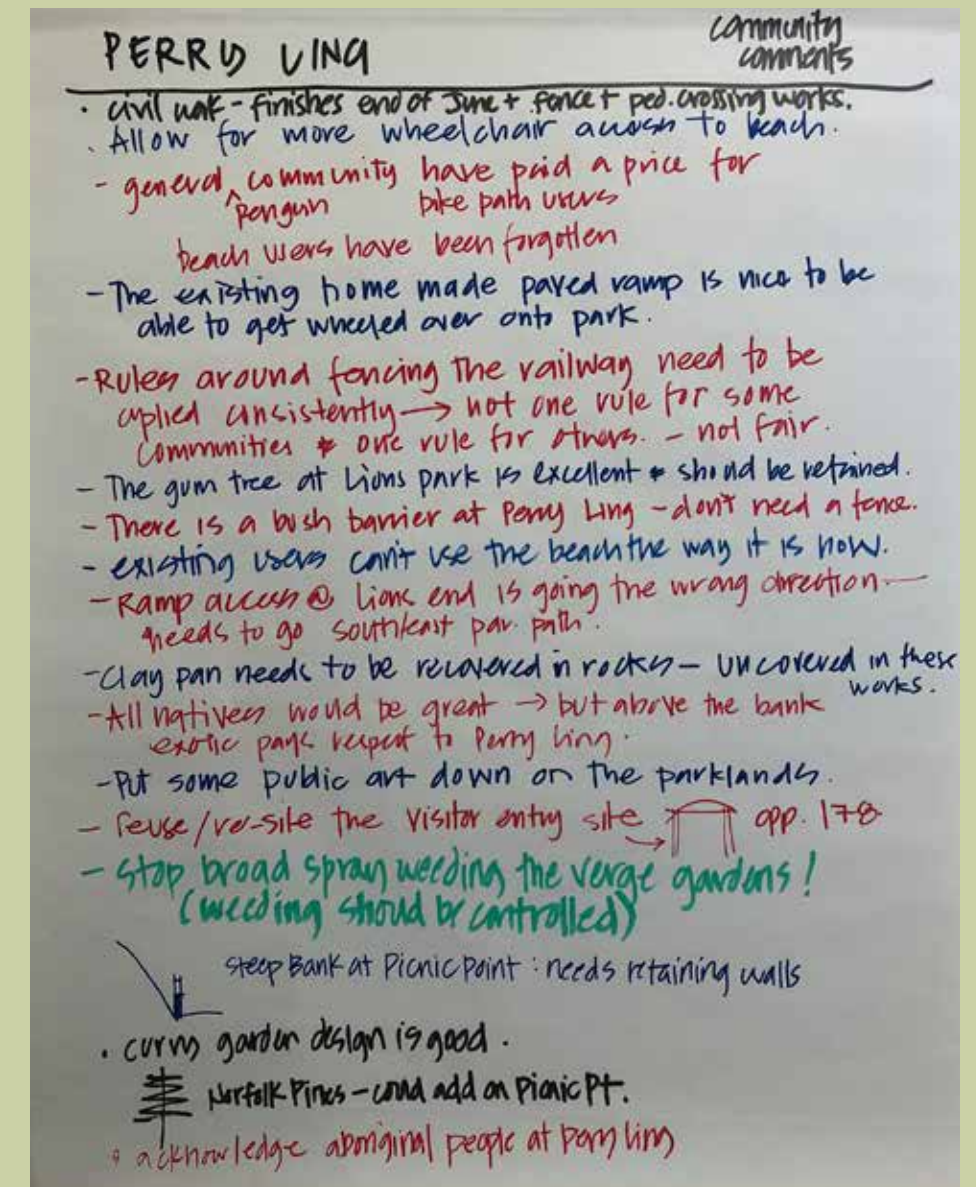 PERRY LING
community
comments
· civil work - finishes end of June + fence + ped. crossing works.
· Allow for more wheelchair access to beach.
- general community have paid a price for
^ Penguin bike path users
beach users have been forgotten
- The existing home made paved ramp is nice to be
able to get wheeled over onto park.
- Rules around fencing the railway need to be
applied consistently → not one rule for some
communities & one rule for others. - not fair.
- The gum tree at Lions park is excellent & should be retained.
- There is a bush barrier at Perry Ling - don't need a fence.
- existing users can't use the beach the way it is now.
- Ramp access @ Lions end is going the wrong direction -
needs to go south/east par. path.
- Clay pan needs to be recovered in rocks - uncovered in these
works.
- All natives would be great → but above the bank
exotic pays respect to Perry Ling.
- Put some public art down on the parklands.
- reuse/re-site the visitor entry site → opp. 178
- stop broad spray weeding the verge gardens!
(weeding should be controlled)
steep Bank at Picnic Point : needs retaining walls
· curvy garden design is good.
Norfolk Pines - could add on Picnic Pt.
· acknowledge aboriginal people at Perry Ling